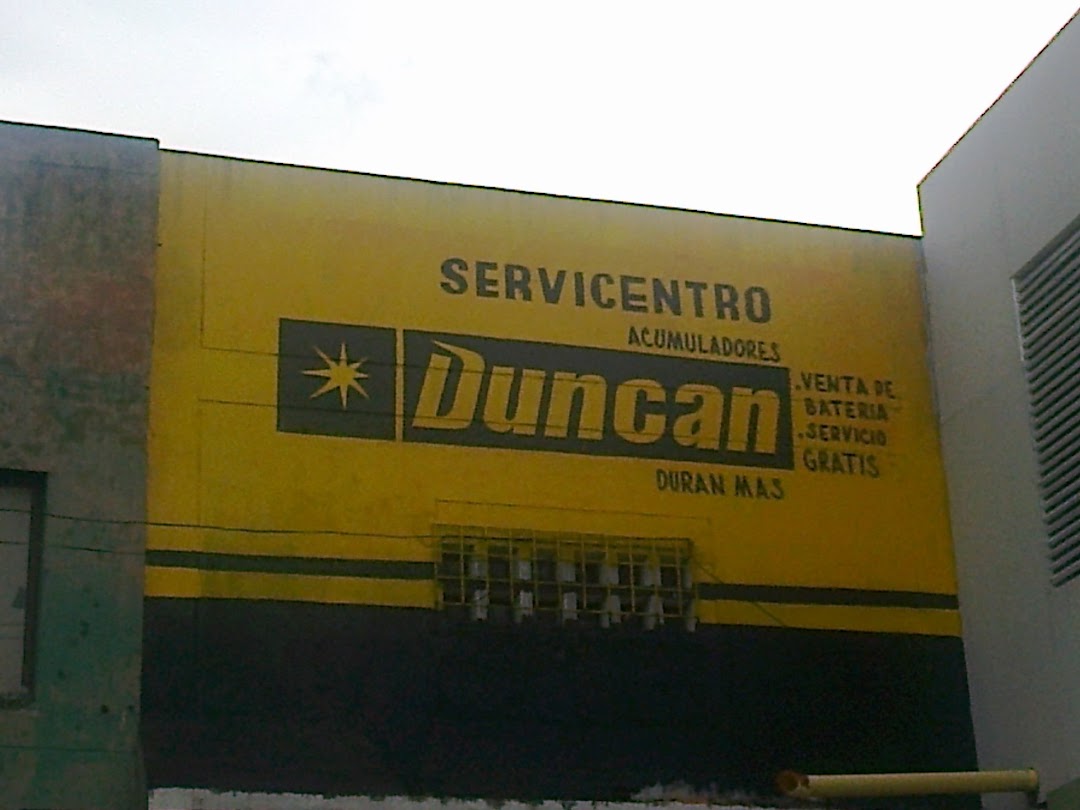 SERVICENTRO
ACUMULADORES
Duncan
DURAN MAS
.VENTA DE
BATERIA
.SERVICIO
GRATIS